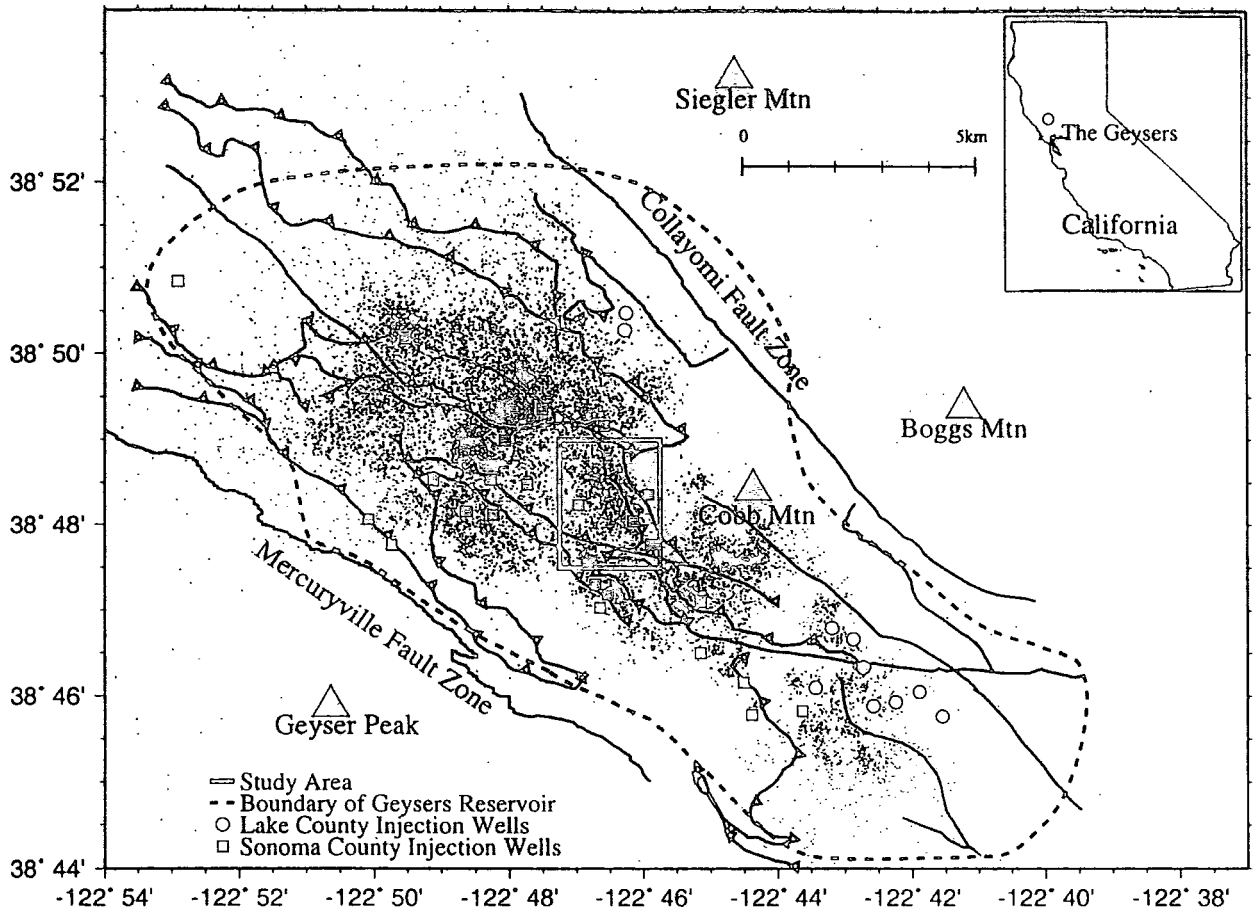 Siegler Mtn
0
5km
The Geysers
California
Collayomi Fault Zone
Boggs Mtn
Cobb Mtn
Mercuryville Fault Zone
Geyser Peak
Study Area
Boundary of Geysers Reservoir
Lake County Injection Wells
Sonoma County Injection Wells
38° 52'
38° 50'
38° 48'
38° 46'
38° 44'
-122° 54' -122° 52' -122° 50' -122° 48' -122° 46' -122° 44' -122° 42' -122° 40' -122° 38'